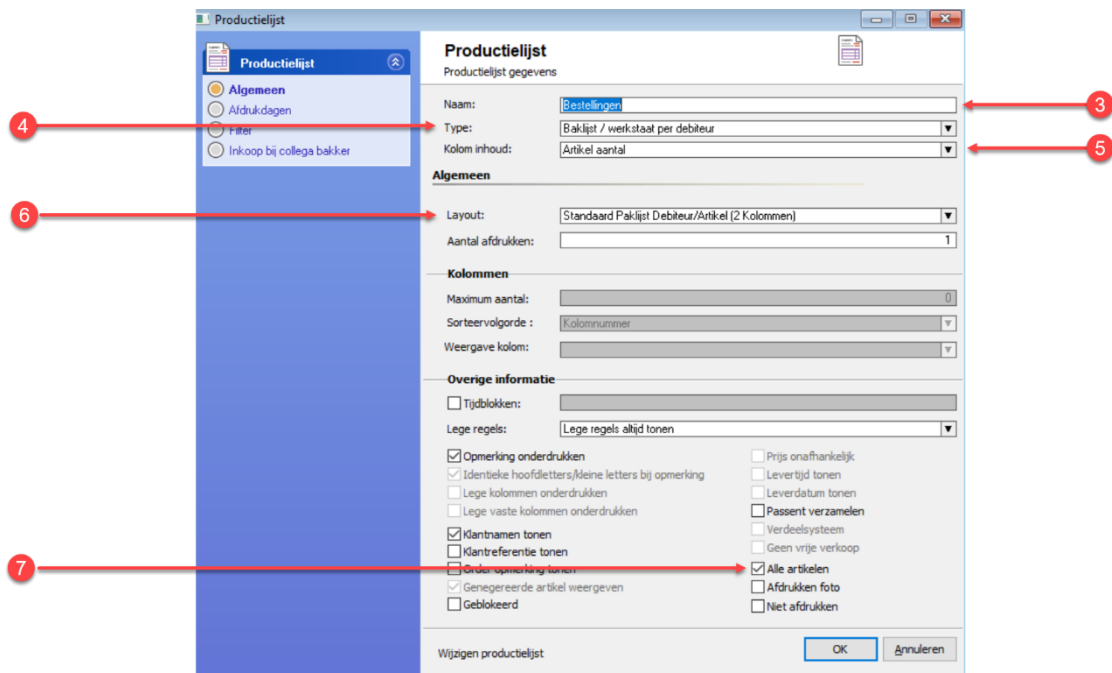 Productielijst
Productielijst
Algemeen
Afdrukdagen
Filter
Inkoop bij collega bakker
Productielijst
Productielijst gegevens
Naam: Bestellingen
3
4
Type: Baklijst / werkstaat per debiteur
Kolom inhoud: Artikel aantal
5
Algemeen
6
Layout: Standaard Paklijst Debiteur/Artikel (2 Kolommen)
Aantal afdrukken: 1
Kolommen
Maximum aantal: 0
Sorteervolgorde : Kolomnummer
Weergave kolom:
Overige informatie
Tijdblokken:
Lege regels: Lege regels altijd tonen
Opmerking onderdrukken
Prijs onafhankelijk
Identieke hoofdletters/kleine letters bij opmerking
Levertijd tonen
Lege kolommen onderdrukken
Leverdatum tonen
Lege vaste kolommen onderdrukken
Passent verzamelen
Verdeelsysteem
Klantnamen tonen
Geen vrije verkoop
Klantreferentie tonen
7
Order opmerking tonen
Alle artikelen
Genegereerde artikel weergeven
Afdrukken foto
Geblokeerd
Niet afdrukken
Wijzigen productielijst
OK
Annuleren